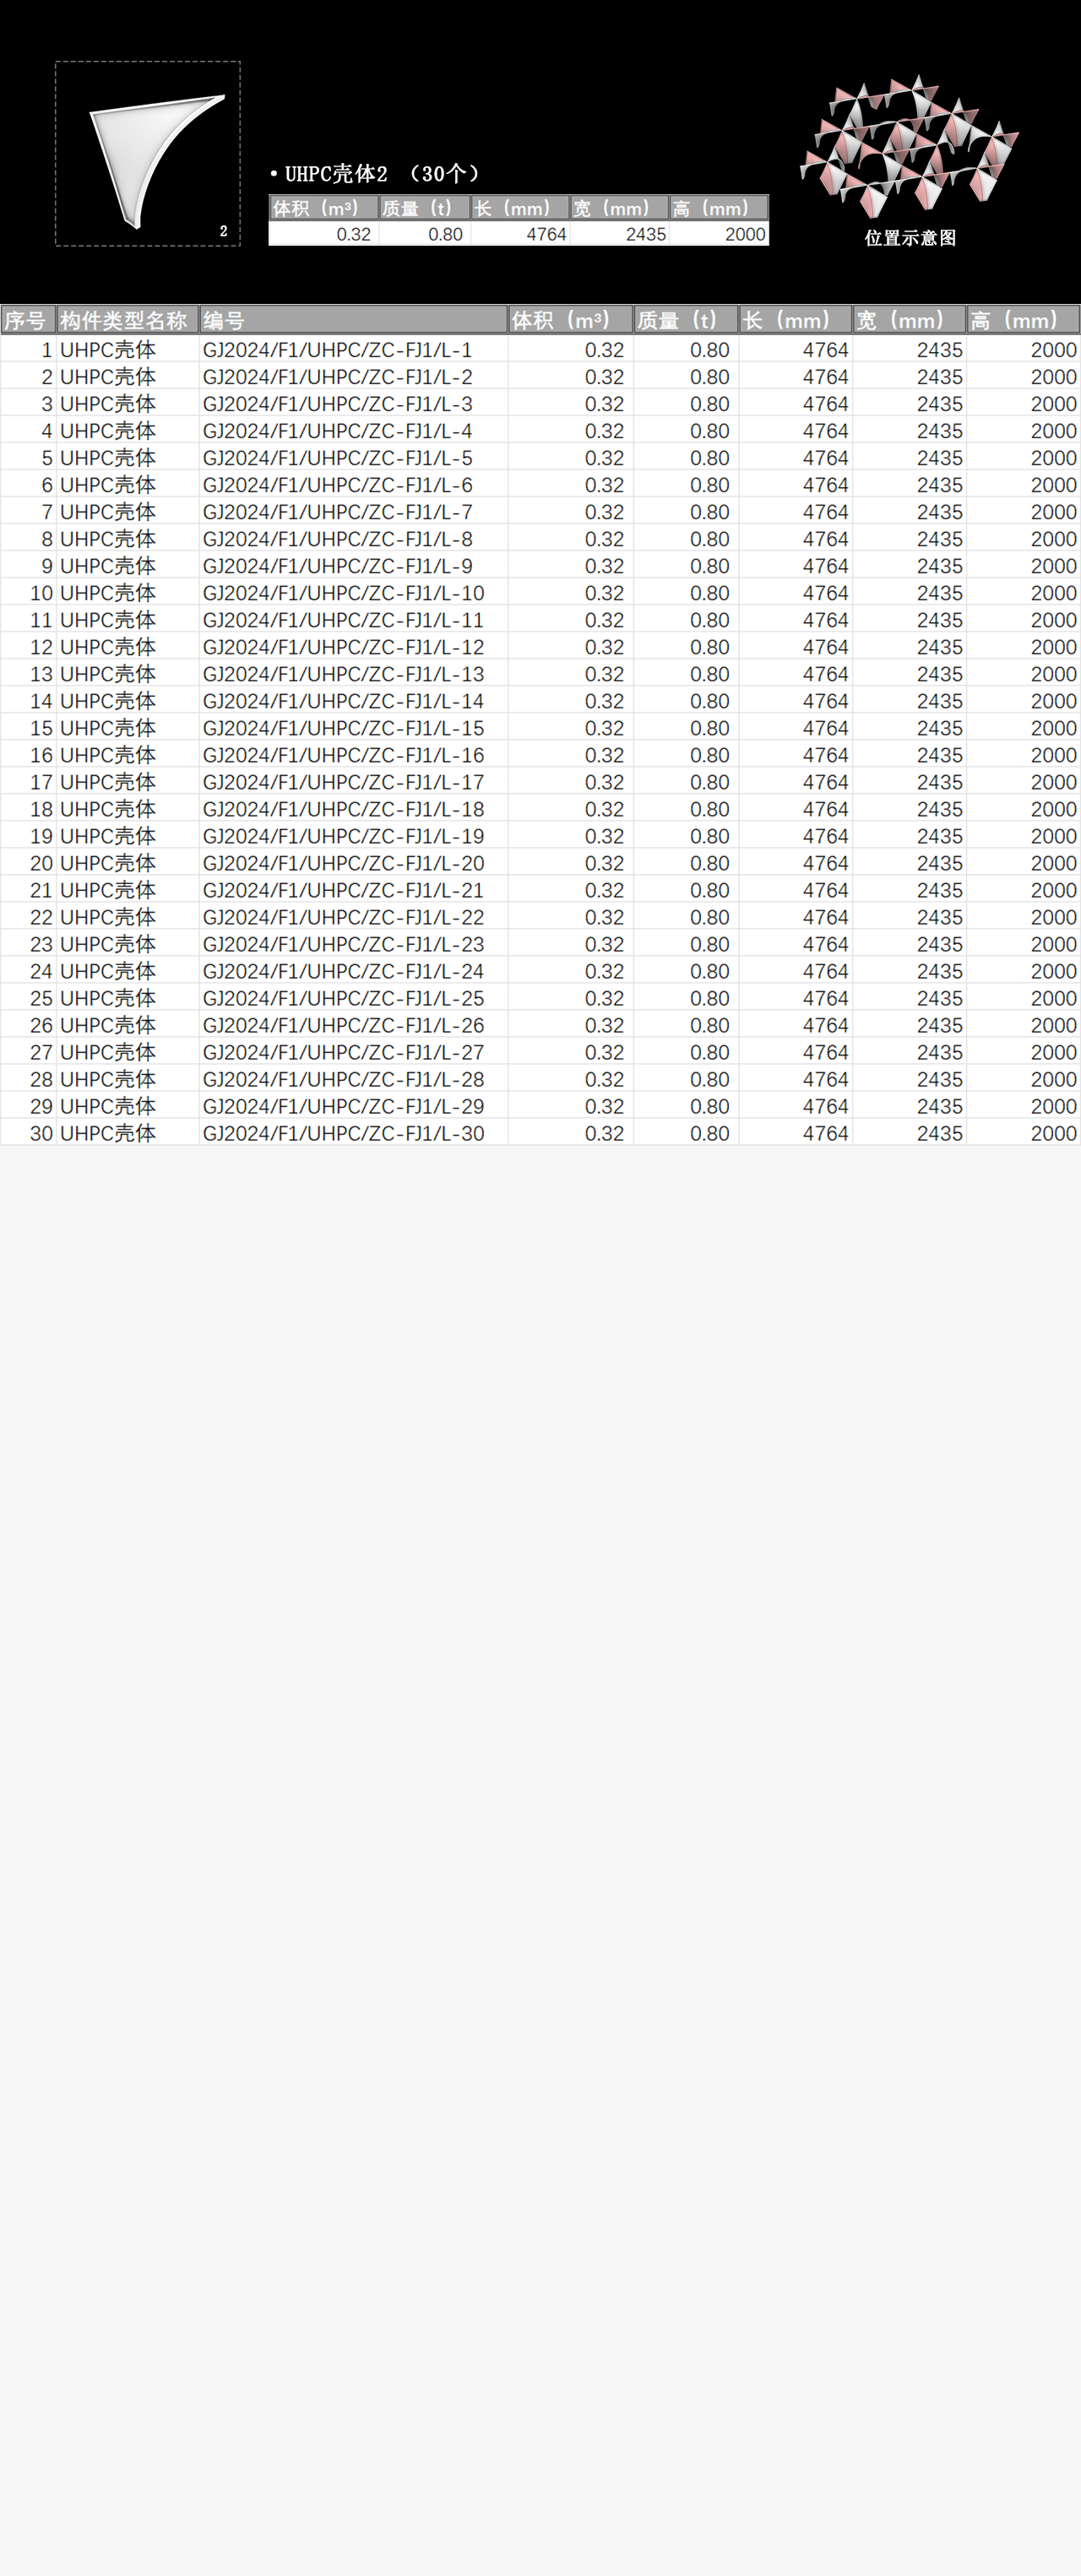 2
• UHPC壳体2 （30个）
体积（m³） 质量（t） 长（mm） 宽（mm） 高（mm）
0.32 0.80 4764 2435 2000
位置示意图
序号 构件类型名称 编号 体积（m³） 质量（t） 长（mm） 宽（mm） 高（mm）
1 UHPC壳体 GJ2024/F1/UHPC/ZC-FJ1/L-1 0.32 0.80 4764 2435 2000
2 UHPC壳体 GJ2024/F1/UHPC/ZC-FJ1/L-2 0.32 0.80 4764 2435 2000
3 UHPC壳体 GJ2024/F1/UHPC/ZC-FJ1/L-3 0.32 0.80 4764 2435 2000
4 UHPC壳体 GJ2024/F1/UHPC/ZC-FJ1/L-4 0.32 0.80 4764 2435 2000
5 UHPC壳体 GJ2024/F1/UHPC/ZC-FJ1/L-5 0.32 0.80 4764 2435 2000
6 UHPC壳体 GJ2024/F1/UHPC/ZC-FJ1/L-6 0.32 0.80 4764 2435 2000
7 UHPC壳体 GJ2024/F1/UHPC/ZC-FJ1/L-7 0.32 0.80 4764 2435 2000
8 UHPC壳体 GJ2024/F1/UHPC/ZC-FJ1/L-8 0.32 0.80 4764 2435 2000
9 UHPC壳体 GJ2024/F1/UHPC/ZC-FJ1/L-9 0.32 0.80 4764 2435 2000
10 UHPC壳体 GJ2024/F1/UHPC/ZC-FJ1/L-10 0.32 0.80 4764 2435 2000
11 UHPC壳体 GJ2024/F1/UHPC/ZC-FJ1/L-11 0.32 0.80 4764 2435 2000
12 UHPC壳体 GJ2024/F1/UHPC/ZC-FJ1/L-12 0.32 0.80 4764 2435 2000
13 UHPC壳体 GJ2024/F1/UHPC/ZC-FJ1/L-13 0.32 0.80 4764 2435 2000
14 UHPC壳体 GJ2024/F1/UHPC/ZC-FJ1/L-14 0.32 0.80 4764 2435 2000
15 UHPC壳体 GJ2024/F1/UHPC/ZC-FJ1/L-15 0.32 0.80 4764 2435 2000
16 UHPC壳体 GJ2024/F1/UHPC/ZC-FJ1/L-16 0.32 0.80 4764 2435 2000
17 UHPC壳体 GJ2024/F1/UHPC/ZC-FJ1/L-17 0.32 0.80 4764 2435 2000
18 UHPC壳体 GJ2024/F1/UHPC/ZC-FJ1/L-18 0.32 0.80 4764 2435 2000
19 UHPC壳体 GJ2024/F1/UHPC/ZC-FJ1/L-19 0.32 0.80 4764 2435 2000
20 UHPC壳体 GJ2024/F1/UHPC/ZC-FJ1/L-20 0.32 0.80 4764 2435 2000
21 UHPC壳体 GJ2024/F1/UHPC/ZC-FJ1/L-21 0.32 0.80 4764 2435 2000
22 UHPC壳体 GJ2024/F1/UHPC/ZC-FJ1/L-22 0.32 0.80 4764 2435 2000
23 UHPC壳体 GJ2024/F1/UHPC/ZC-FJ1/L-23 0.32 0.80 4764 2435 2000
24 UHPC壳体 GJ2024/F1/UHPC/ZC-FJ1/L-24 0.32 0.80 4764 2435 2000
25 UHPC壳体 GJ2024/F1/UHPC/ZC-FJ1/L-25 0.32 0.80 4764 2435 2000
26 UHPC壳体 GJ2024/F1/UHPC/ZC-FJ1/L-26 0.32 0.80 4764 2435 2000
27 UHPC壳体 GJ2024/F1/UHPC/ZC-FJ1/L-27 0.32 0.80 4764 2435 2000
28 UHPC壳体 GJ2024/F1/UHPC/ZC-FJ1/L-28 0.32 0.80 4764 2435 2000
29 UHPC壳体 GJ2024/F1/UHPC/ZC-FJ1/L-29 0.32 0.80 4764 2435 2000
30 UHPC壳体 GJ2024/F1/UHPC/ZC-FJ1/L-30 0.32 0.80 4764 2435 2000